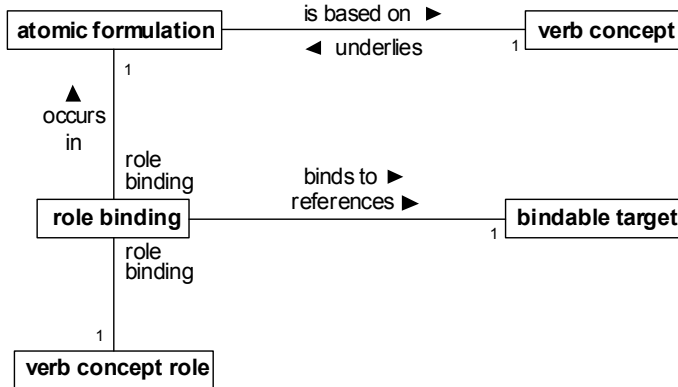 is based on ►
atomic formulation
verb concept
◄ underlies
1
1
▲
occurs
in
role
binding
binds to ►
references ►
role binding
bindable target
1
role
binding
1
verb concept role